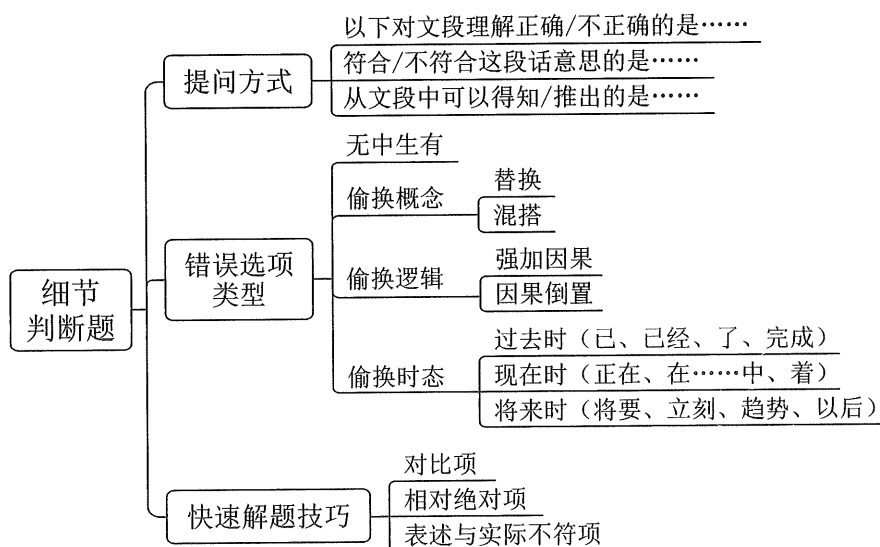 细节
判断题
提问方式
以下对文段理解正确/不正确的是……
符合/不符合这段话意思的是……
从文段中可以得知/推出的是……
错误选项
类型
无中生有
偷换概念
替换
混搭
偷换逻辑
强加因果
因果倒置
偷换时态
过去时（已、已经、了、完成）
现在时（正在、在……中、着）
将来时（将要、立刻、趋势、以后）
快速解题技巧
对比项
相对绝对项
表述与实际不符项